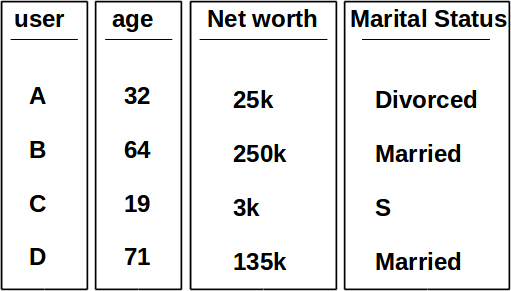 user age Net worth Marital Status
A 32 25k Divorced
B 64 250k Married
C 19 3k S
D 71 135k Married